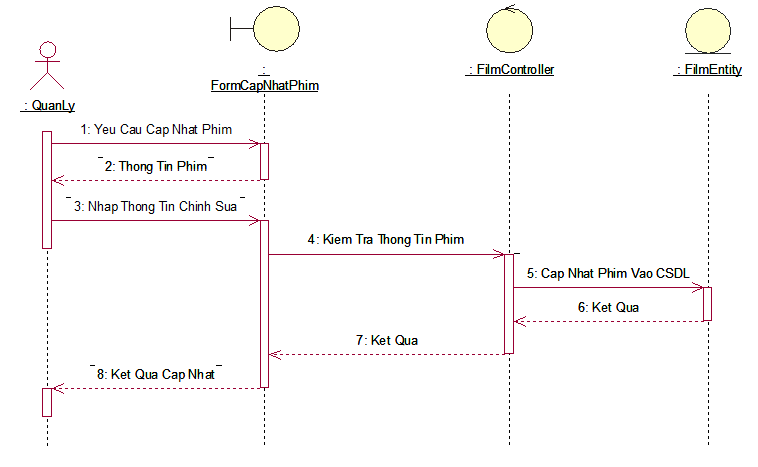 : QuanLy
:
FormCapNhatPhim
: FilmController
: FilmEntity
1: Yeu Cau Cap Nhat Phim
2: Thong Tin Phim
3: Nhap Thong Tin Chinh Sua
4: Kiem Tra Thong Tin Phim
5: Cap Nhat Phim Vao CSDL
6: Ket Qua
7: Ket Qua
8: Ket Qua Cap Nhat